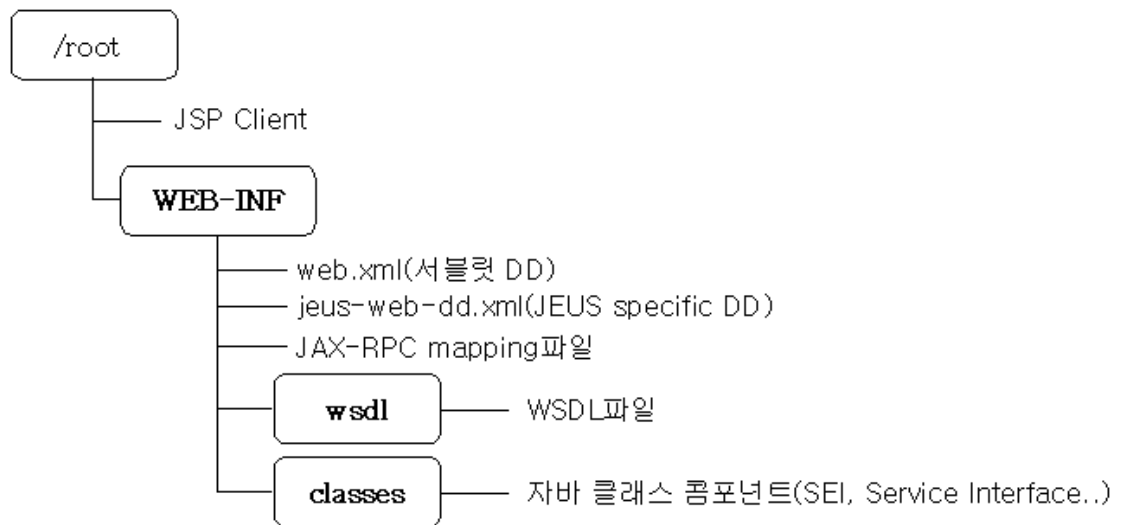 /root
JSP Client
WEB-INF
web.xml(서블릿 DD)
jeus-web-dd.xml(JEUS specific DD)
JAX-RPC mapping파일
wsdl
WSDL파일
classes
자바 클래스 콤포넌트(SEI, Service Interface..)